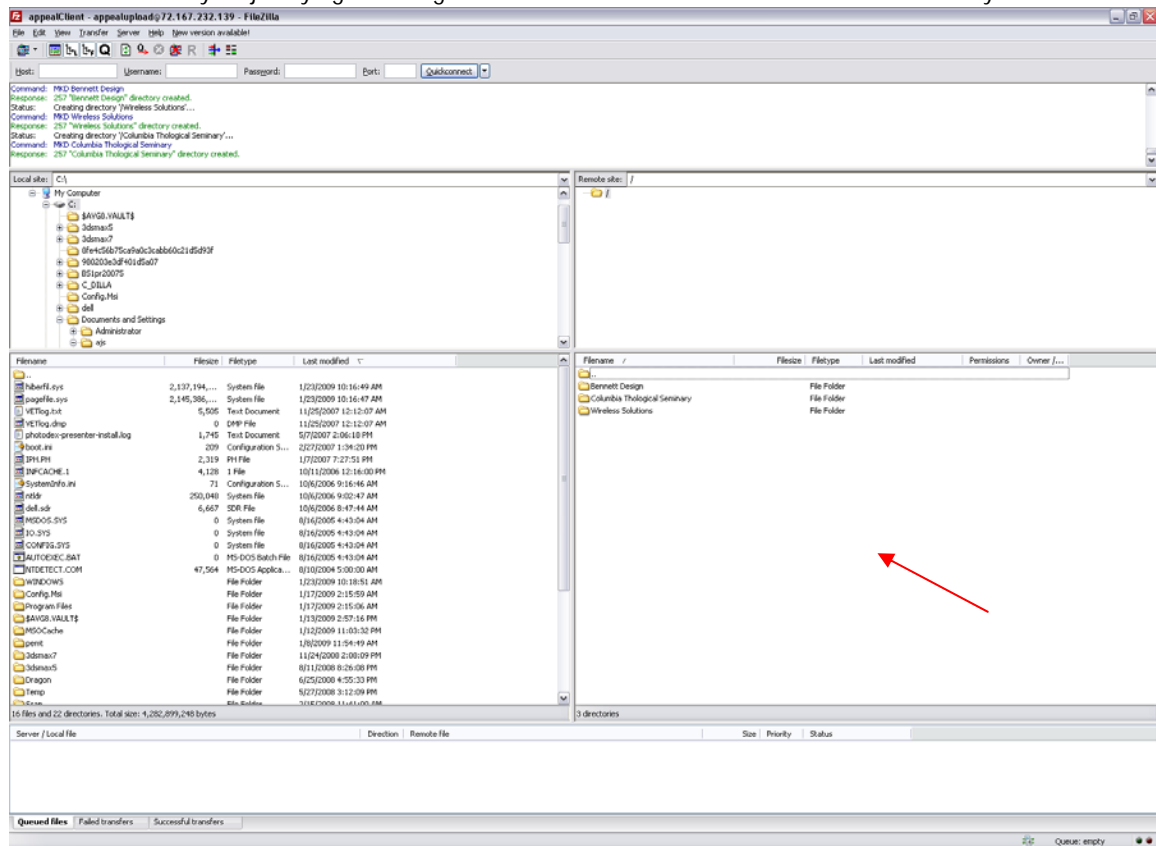 appealClient - appealupload@72.167.232.139 - FileZilla
File Edit View Transfer Server Help New version available!
Host: Username: Password: Port: Quickconnect
Command: MKD Bennett Design
Response: 257 "Bennett Design" directory created.
Status: Creating directory '/Wireless Solutions'...
Command: MKD Wireless Solutions
Response: 257 "Wireless Solutions" directory created.
Status: Creating directory '/Columbia Thological Seminary'...
Command: MKD Columbia Thological Seminary
Response: 257 "Columbia Thological Seminary" directory created.
Local site: C:\
Remote site: /
My Computer
C:
$AVG8.VAULT$
3dsmax5
3dsmax7
0fe4c56b75ca9a0c3cabb60c21d5d93f
980203e3df401d5a07
BS1pr20075
C_DILLA
Config.Msi
dell
Documents and Settings
Administrator
ajs
/
Filename Filesize Filetype Last modified
..
hiberfil.sys 2,137,194,... System file 1/23/2009 10:16:49 AM
pagefile.sys 2,145,386,... System file 1/23/2009 10:16:47 AM
VETlog.txt 5,505 Text Document 11/25/2007 12:12:07 AM
VETlog.dmp 0 DMP File 11/25/2007 12:12:07 AM
photodex-presenter-install.log 1,745 Text Document 5/7/2007 2:06:18 PM
boot.ini 209 Configuration S... 2/27/2007 1:34:20 PM
IPH.PH 2,319 PH File 1/7/2007 7:27:51 PM
INFCACHE.1 4,128 1 File 10/11/2006 12:16:00 PM
SystemInfo.ini 71 Configuration S... 10/6/2006 9:16:46 AM
ntldr 250,048 System file 10/6/2006 9:02:47 AM
dell.sdr 6,667 SDR File 10/6/2006 8:47:44 AM
MSDOS.SYS 0 System file 8/16/2005 4:43:04 AM
IO.SYS 0 System file 8/16/2005 4:43:04 AM
CONFIG.SYS 0 System file 8/16/2005 4:43:04 AM
AUTOEXEC.BAT 0 MS-DOS Batch File 8/16/2005 4:43:04 AM
NTDETECT.COM 47,564 MS-DOS Applica... 8/10/2004 5:00:00 AM
WINDOWS File Folder 1/23/2009 10:18:51 AM
Config.Msi File Folder 1/17/2009 2:15:59 AM
Program Files File Folder 1/17/2009 2:15:06 AM
$AVG8.VAULT$ File Folder 1/13/2009 2:57:16 PM
MSOCache File Folder 1/12/2009 11:03:32 PM
penit File Folder 1/8/2009 11:54:49 AM
3dsmax7 File Folder 11/24/2008 2:08:09 PM
3dsmax5 File Folder 8/11/2008 8:26:08 PM
Dragon File Folder 6/25/2008 4:55:33 PM
Temp File Folder 5/27/2008 3:12:09 PM
16 files and 22 directories. Total size: 4,282,899,248 bytes
Filename Filesize Filetype Last modified Permissions Owner /...
..
Bennett Design File Folder
Columbia Thological Seminary File Folder
Wireless Solutions File Folder
3 directories
Server / Local file Direction Remote file Size Priority Status
Queued files Failed transfers Successful transfers
Queue: empty